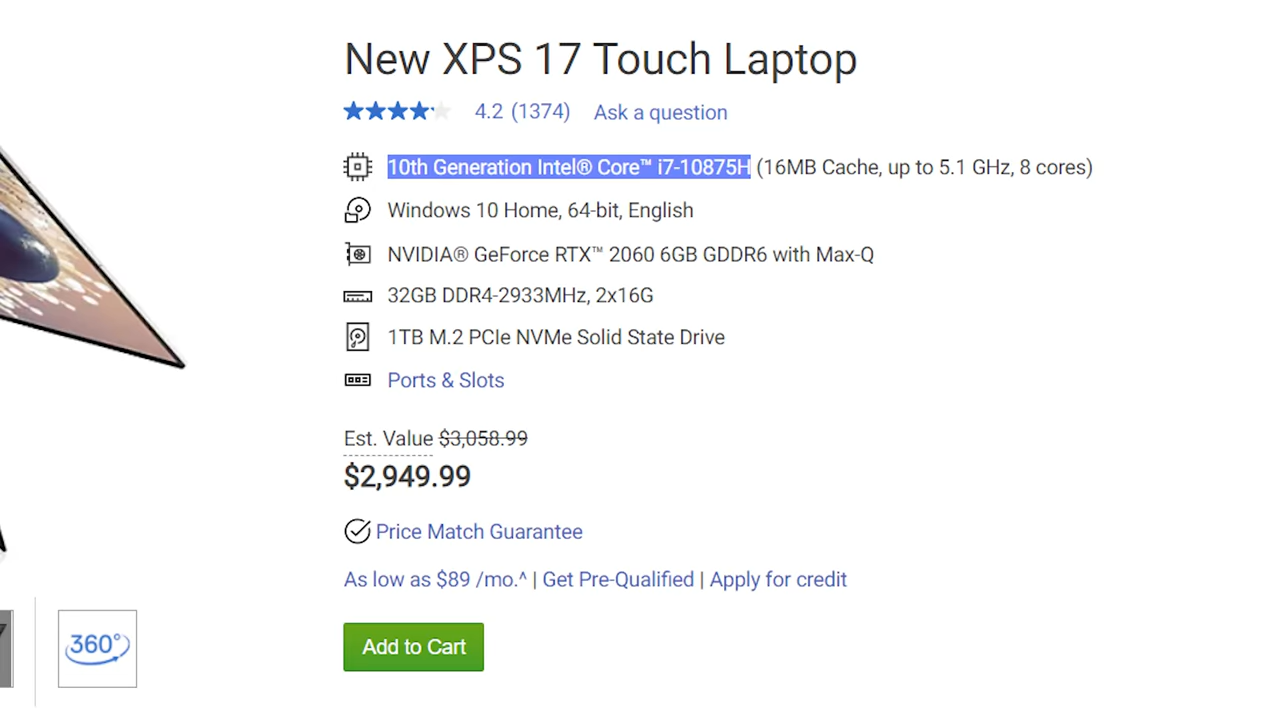 New XPS 17 Touch Laptop
4.2 (1374) Ask a question
10th Generation Intel® Core™ i7-10875H (16MB Cache, up to 5.1 GHz, 8 cores)
Windows 10 Home, 64-bit, English
NVIDIA® GeForce RTX™ 2060 6GB GDDR6 with Max-Q
32GB DDR4-2933MHz, 2x16G
1TB M.2 PCIe NVMe Solid State Drive
Ports & Slots
Est. Value $3,058.99
$2,949.99
Price Match Guarantee
As low as $89 /mo.^ | Get Pre-Qualified | Apply for credit
360°
Add to Cart